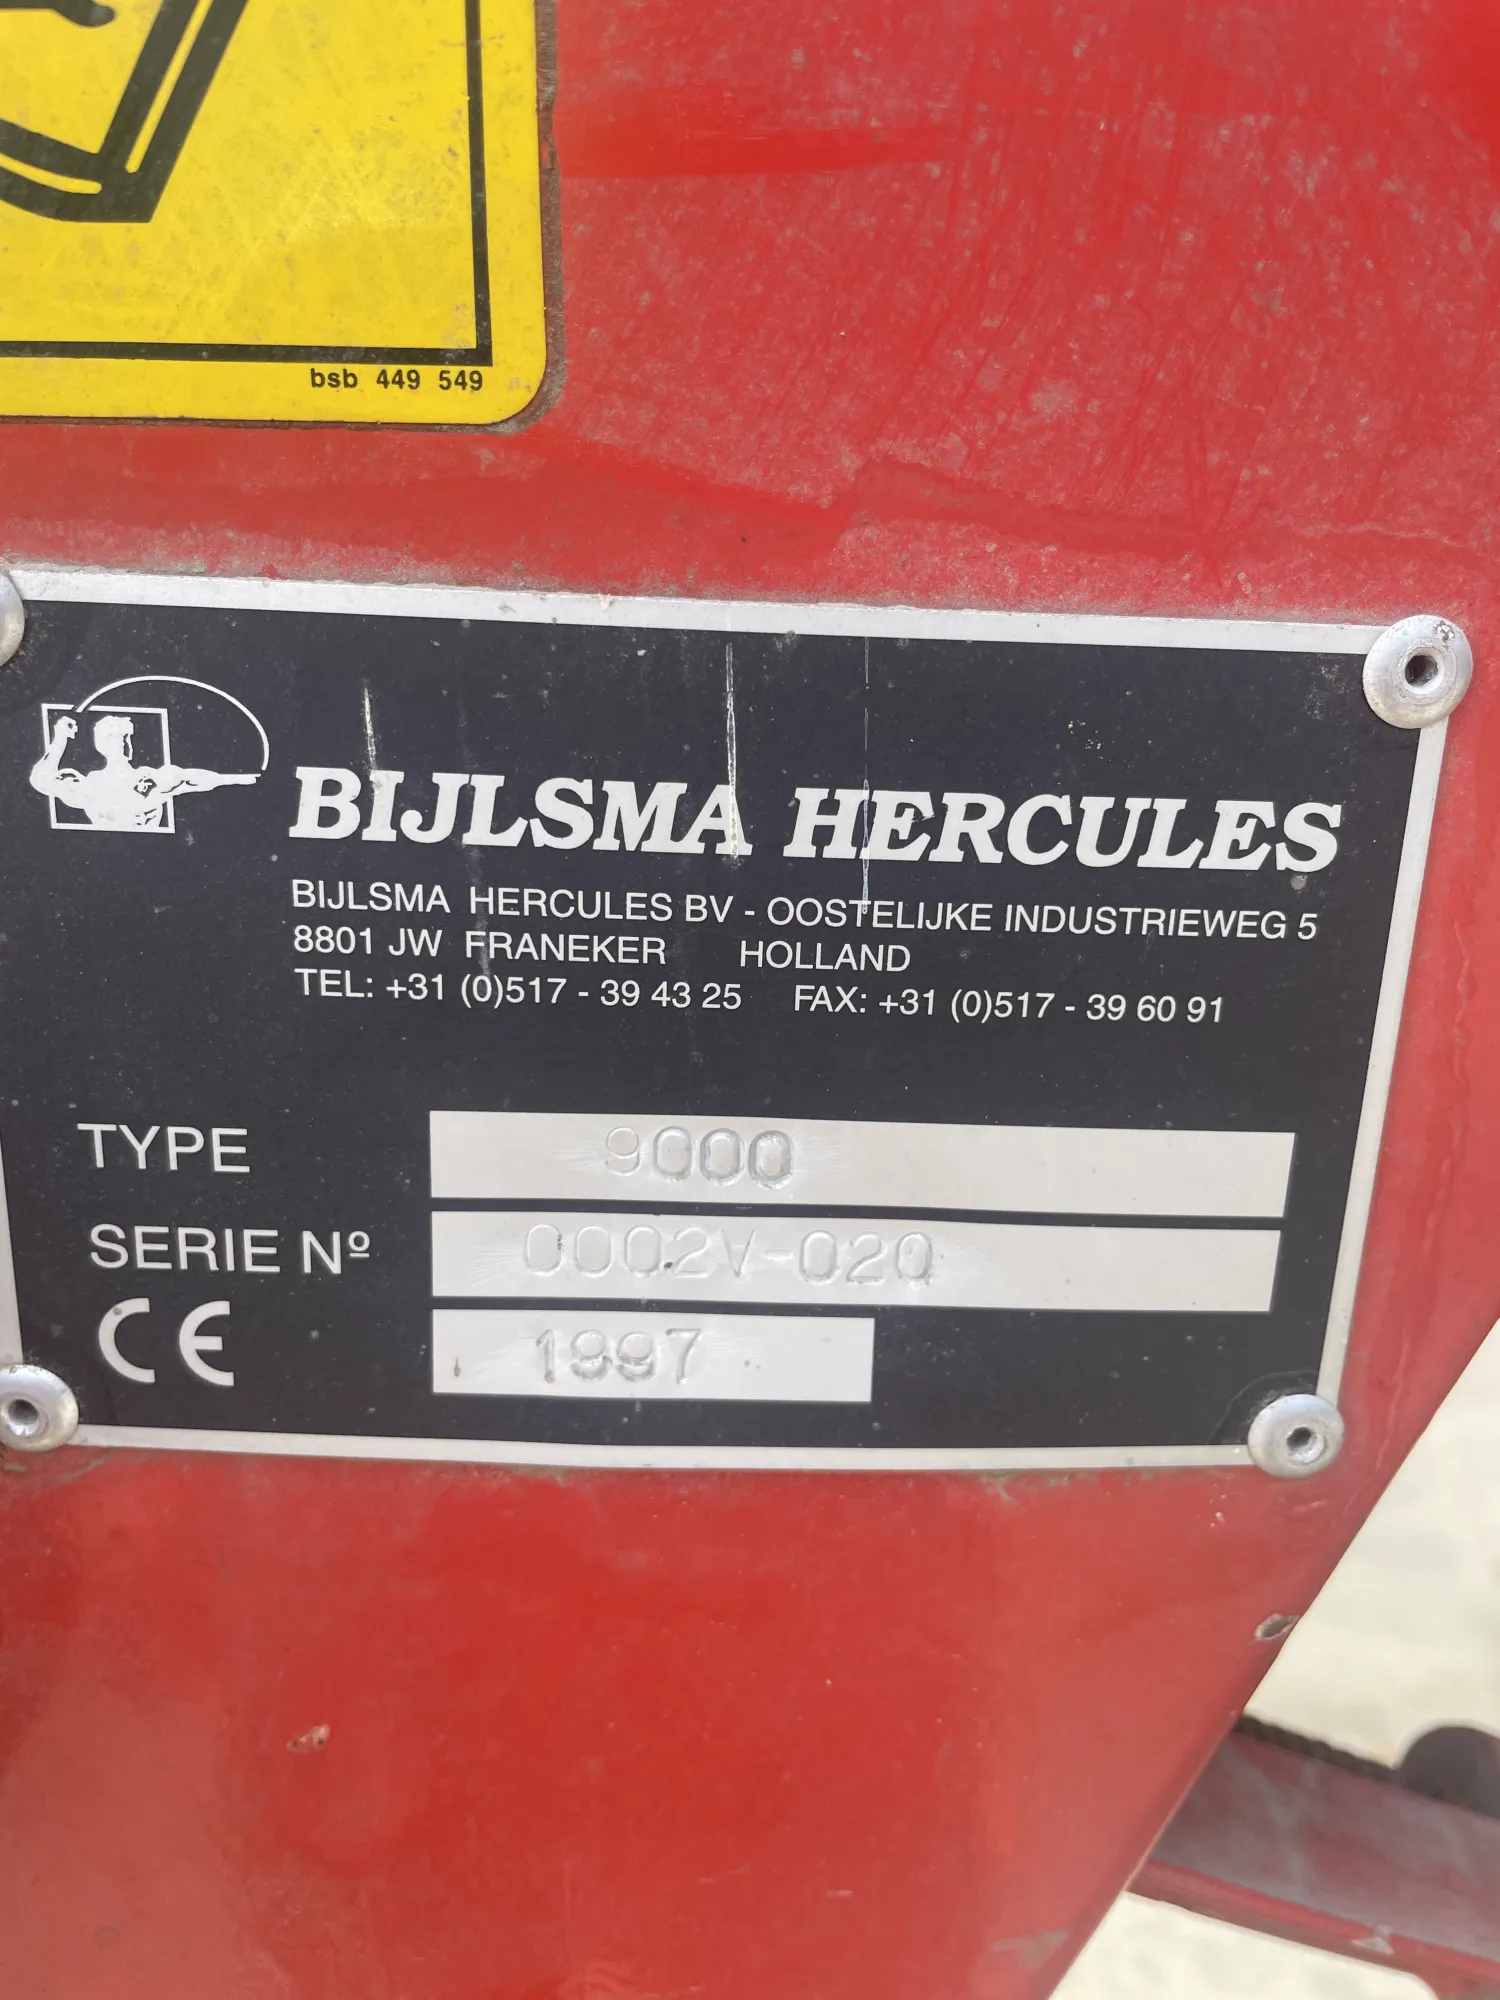 bsb 449 549
BIJLSMA HERCULES
BIJLSMA HERCULES BV - OOSTELIJKE INDUSTRIEWEG 5
8801 JW FRANEKER HOLLAND
TEL: +31 (0)517 - 39 43 25 FAX: +31 (0)517 - 39 60 91
TYPE 9000
SERIE Nº 0002V-020
CE 1997